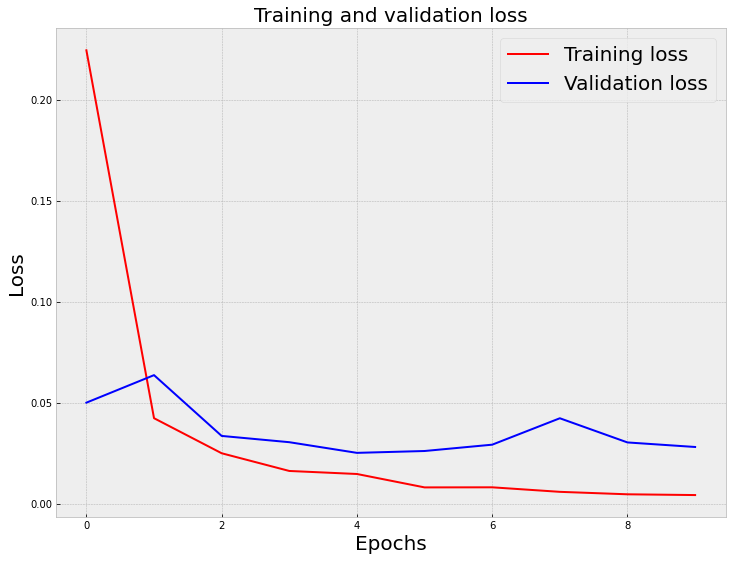 Training and validation loss
Training loss
Validation loss
0.20
0.15
0.10
0.05
0.00
Loss
0 2 4 6 8
Epochs